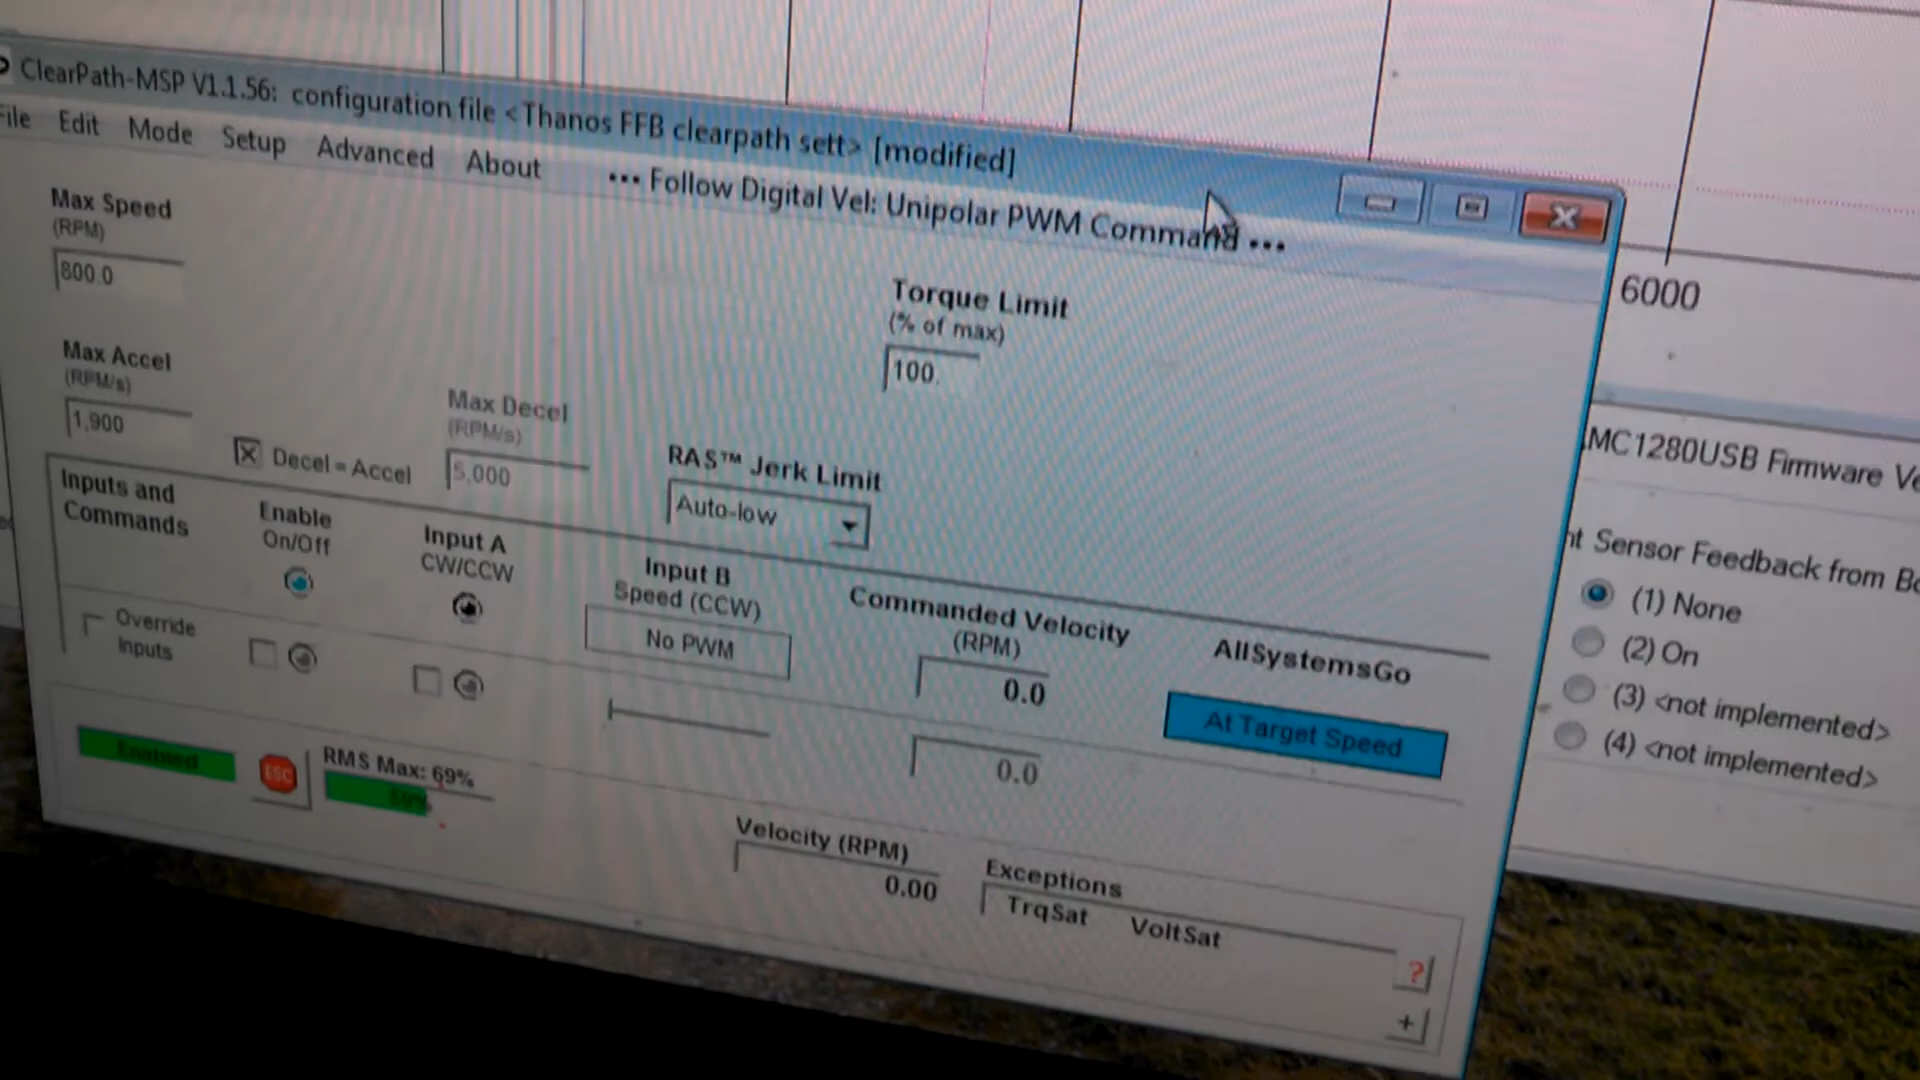 ClearPath-MSP V1.1.56: configuration file <Thanos FFB clearpath sett> [modified]
File Edit Mode Setup Advanced About
••• Follow Digital Vel: Unipolar PWM Command •••
Max Speed
(RPM)
800.0
Torque Limit
(% of max)
100.
Max Accel
(RPM/s)
1,900
Decel = Accel
Max Decel
(RPM/s)
5,000
RAS™ Jerk Limit
Auto-low
Inputs and
Commands
Enable
On/Off
Input A
CW/CCW
Input B
Speed (CCW)
No PWM
Commanded Velocity
(RPM)
0.0
AllSystemsGo
At Target Speed
Override
Inputs
0.0
Enabled
ESC
RMS Max: 69%
Velocity (RPM)
0.00
Exceptions
TrqSat VoltSat
?
+
6000
MC1280USB Firmware Ve
nt Sensor Feedback from Bo
(1) None
(2) On
(3) <not implemented>
(4) <not implemented>